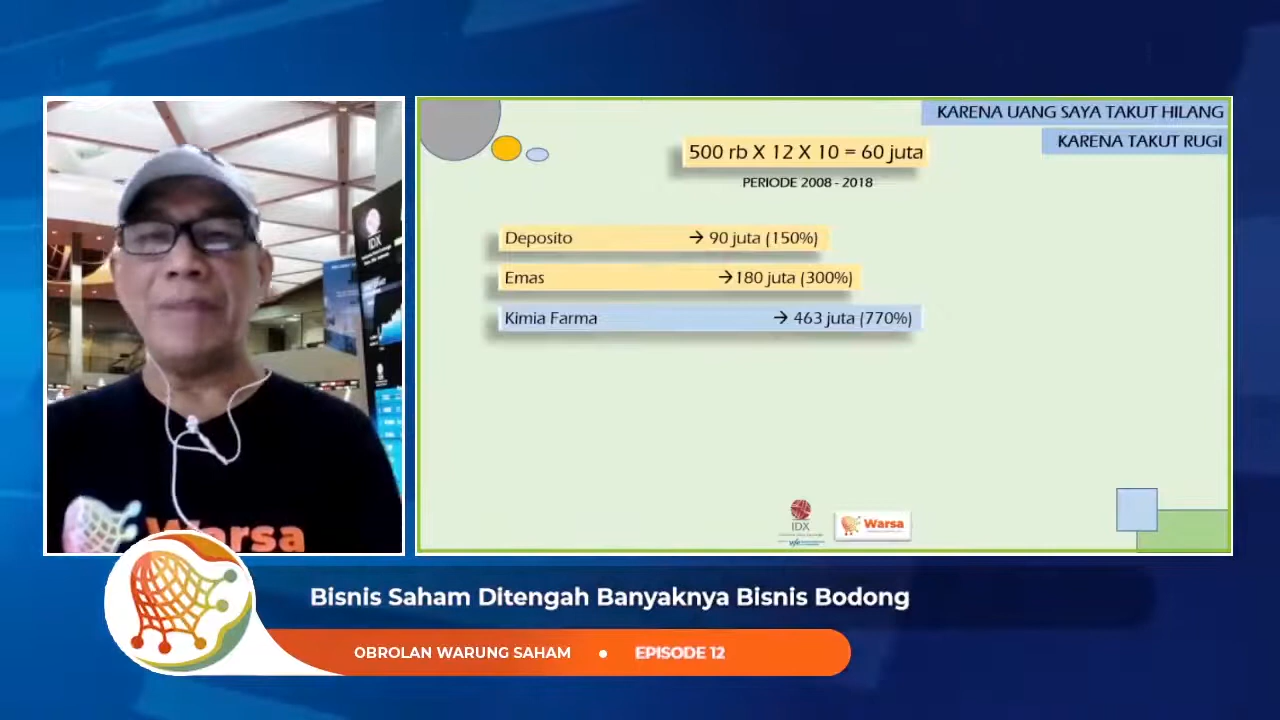 IDX
Warsa
KARENA UANG SAYA TAKUT HILANG
KARENA TAKUT RUGI
500 rb X 12 X 10 = 60 juta
PERIODE 2008 - 2018
Deposito → 90 juta (150%)
Emas →180 juta (300%)
Kimia Farma → 463 juta (770%)
IDX
Warsa
Bisnis Saham Ditengah Banyaknya Bisnis Bodong
OBROLAN WARUNG SAHAM • EPISODE 12